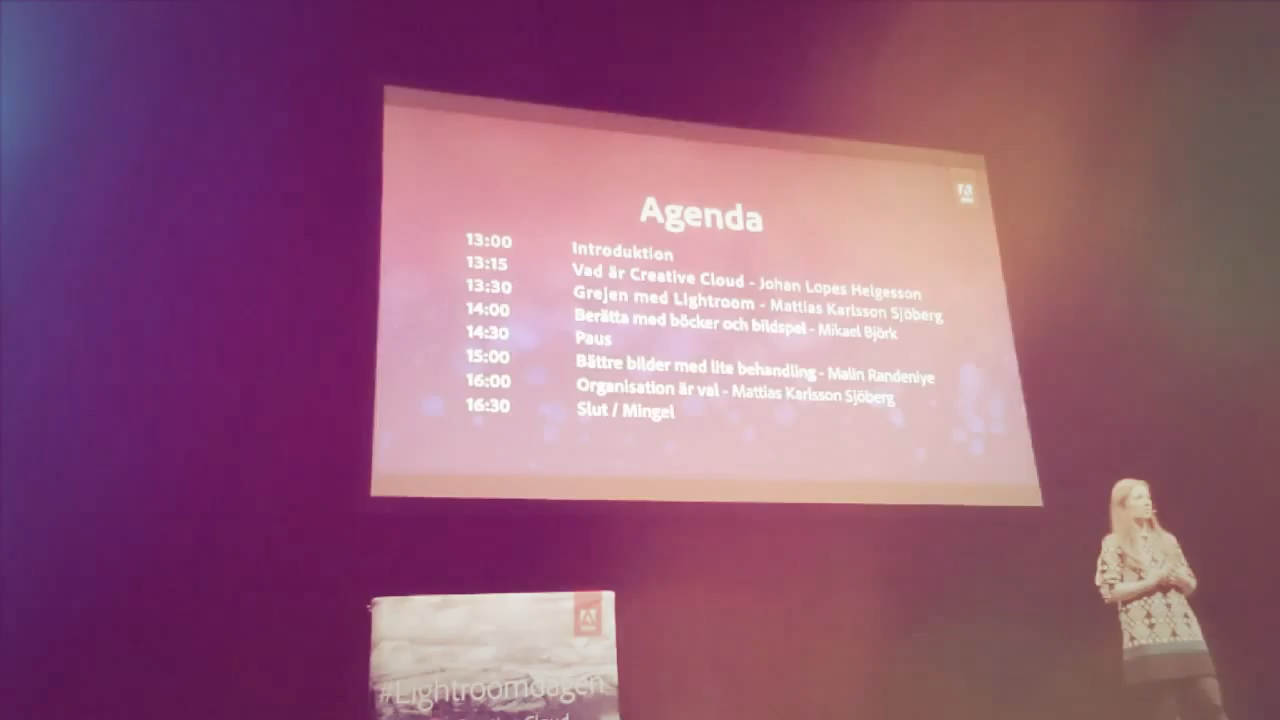 Agenda
13:00 Introduktion
13:15 Vad är Creative Cloud - Johan Lopes Helgesson
13:30 Grejen med Lightroom - Mattias Karlsson Sjöberg
14:00 Berätta med böcker och bildspel - Mikael Björk
14:30 Paus
15:00 Bättre bilder med lite behandling - Malin Randeniye
16:00 Organisation är val - Mattias Karlsson Sjöberg
16:30 Slut / Mingel
#Lightroomdagen
Cloud